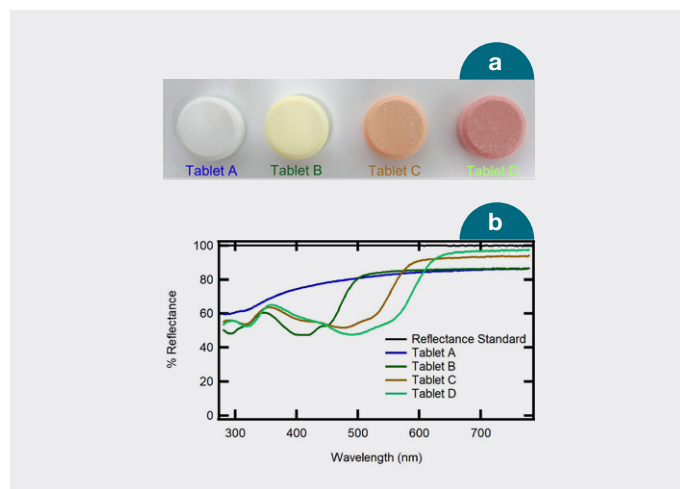 a
Tablet A Tablet B Tablet C Tablet D
b
100
80
60
40
20
0
% Reflectance
Reflectance Standard
Tablet A
Tablet B
Tablet C
Tablet D
300 400 500 600 700
Wavelength (nm)